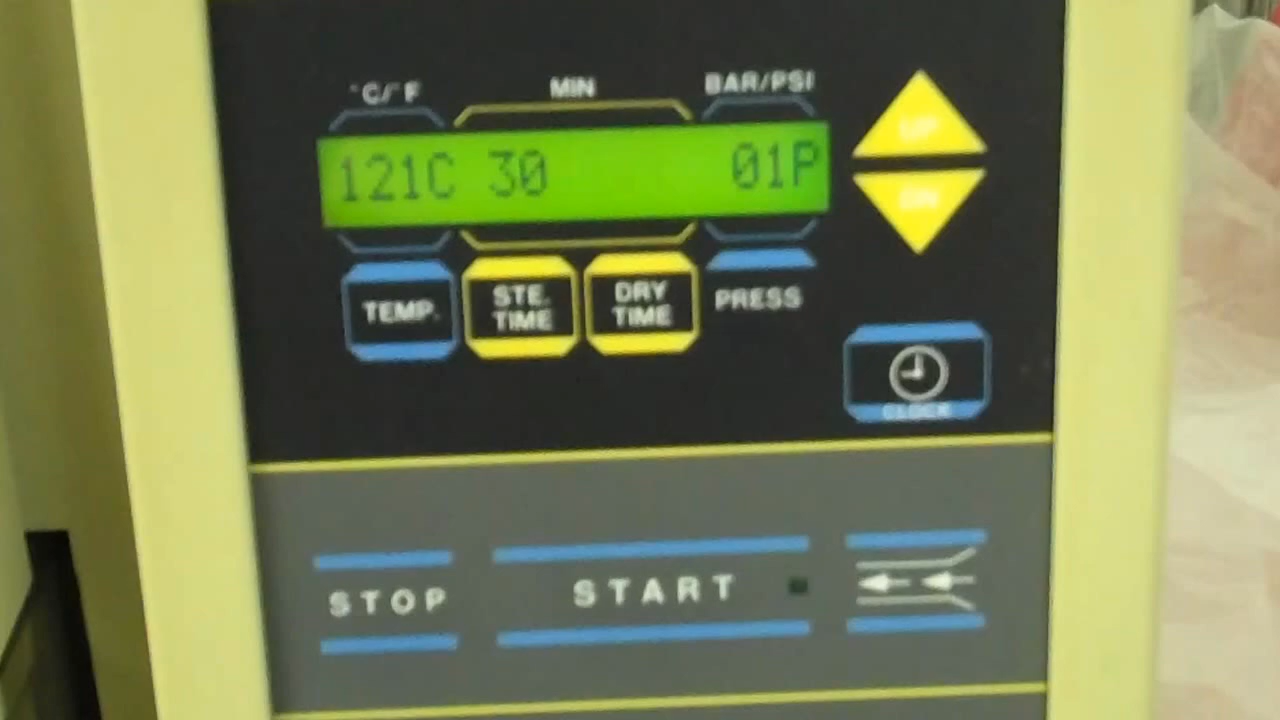 °C/°F MIN BAR/PSI
121C 30 01P
UP
DN
TEMP.
STE.
TIME
DRY
TIME
PRESS
CLOCK
STOP
START